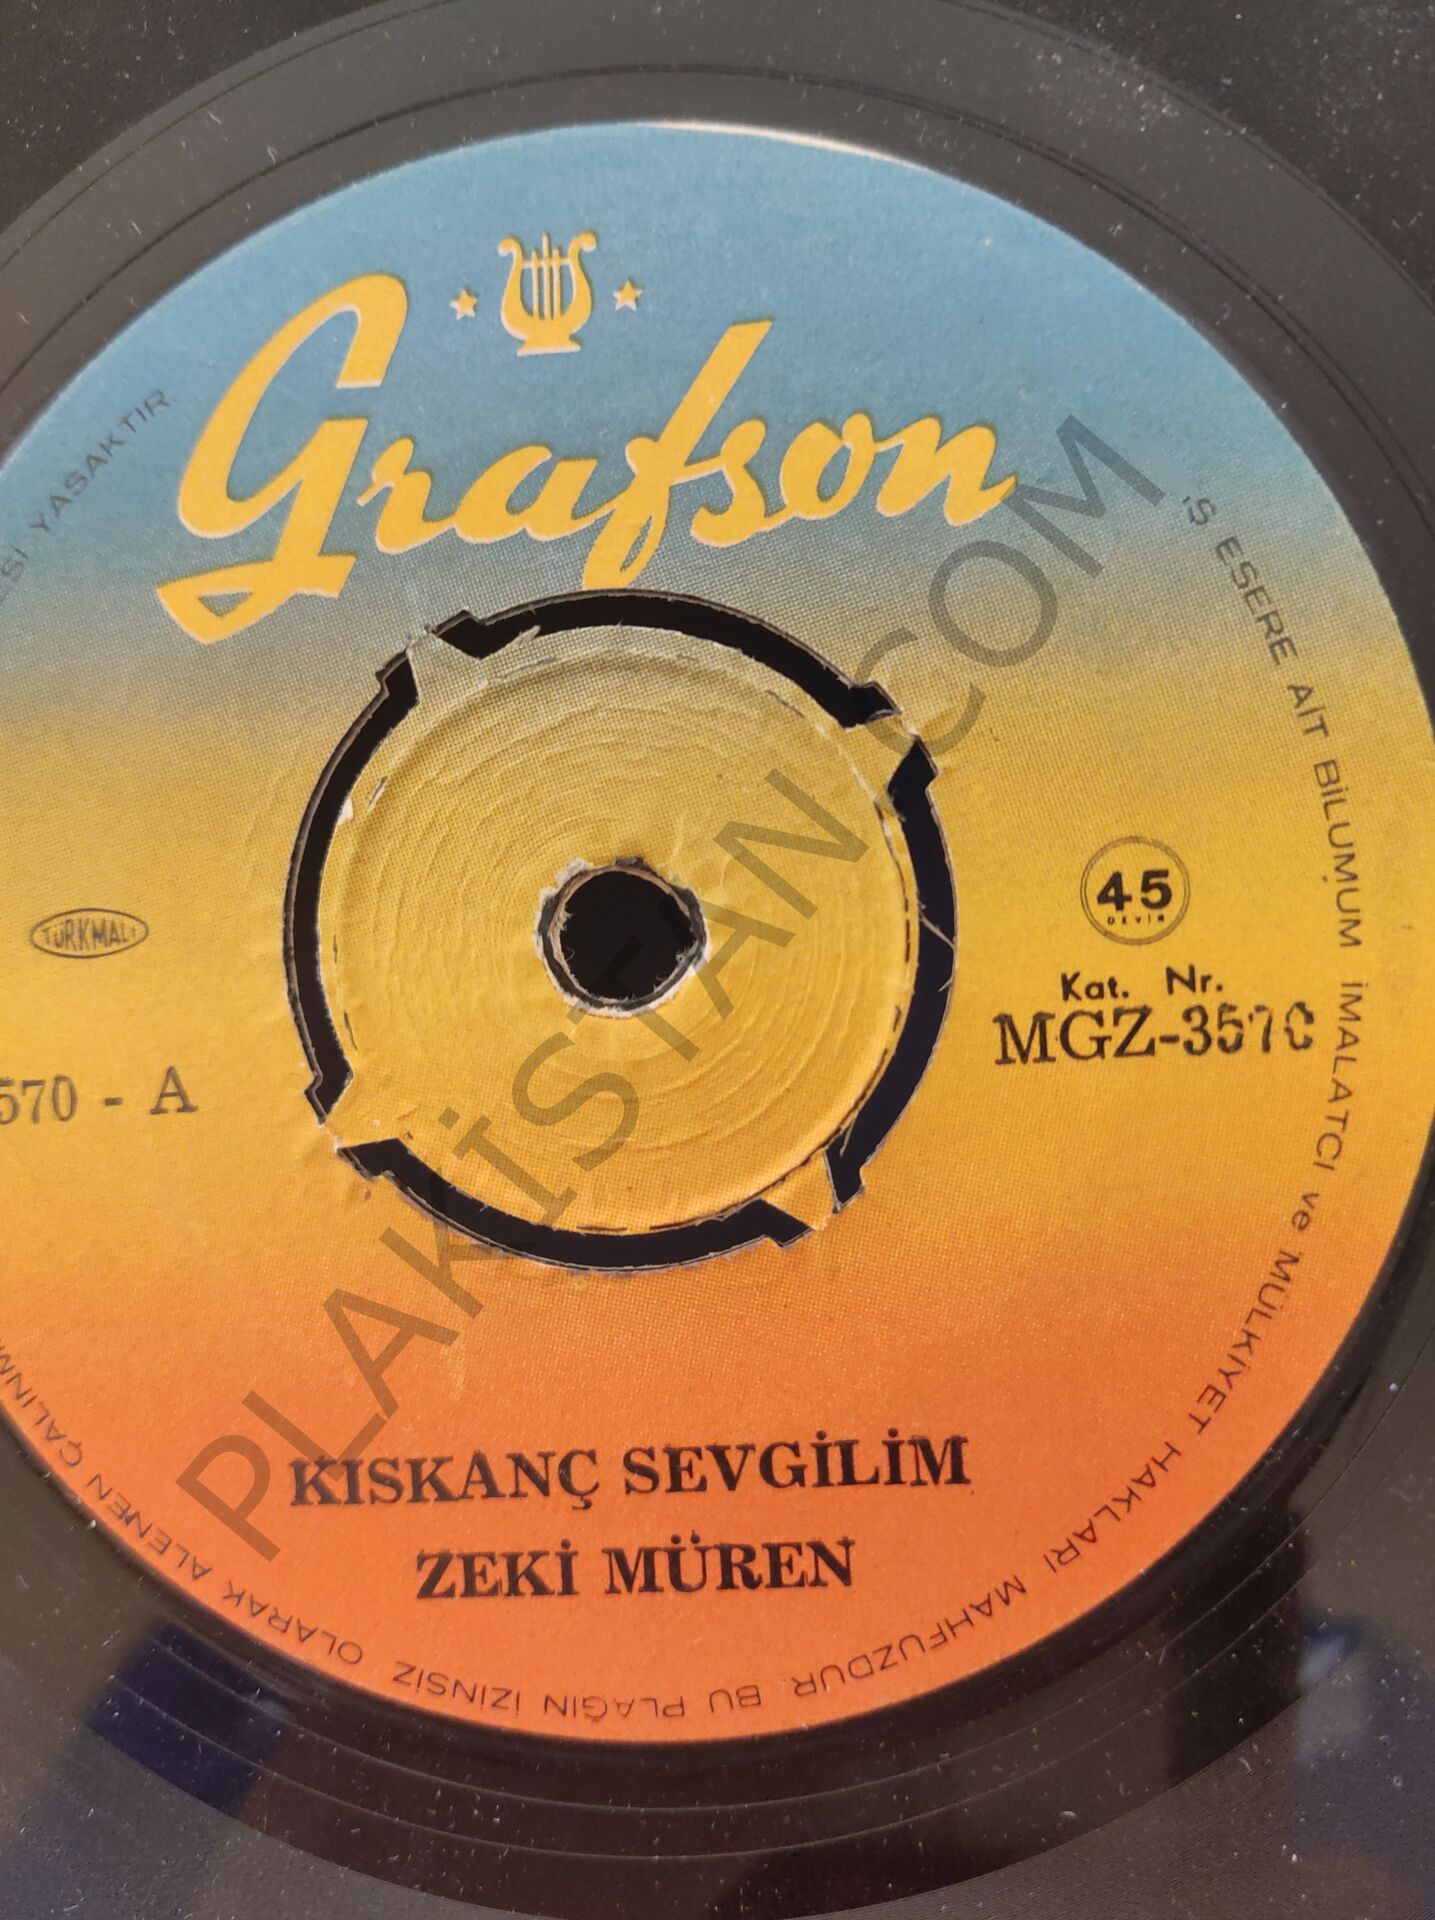 Grafson
45
DEVİR
Kat. Nr.
MGZ-3570
570 - A
TÜRKMALI
KISKANÇ SEVGİLİM
ZEKİ MÜREN
'Ş ESERE AİT BİLUMUM İMALATCI ve MÜLKİYET HAKLARI MAHFUZDUR. BU PLAĞIN İZİNSİZ OLARAK ALENEN ÇALINM
ESİ YASAKTIR
PLAKİSTAN.COM